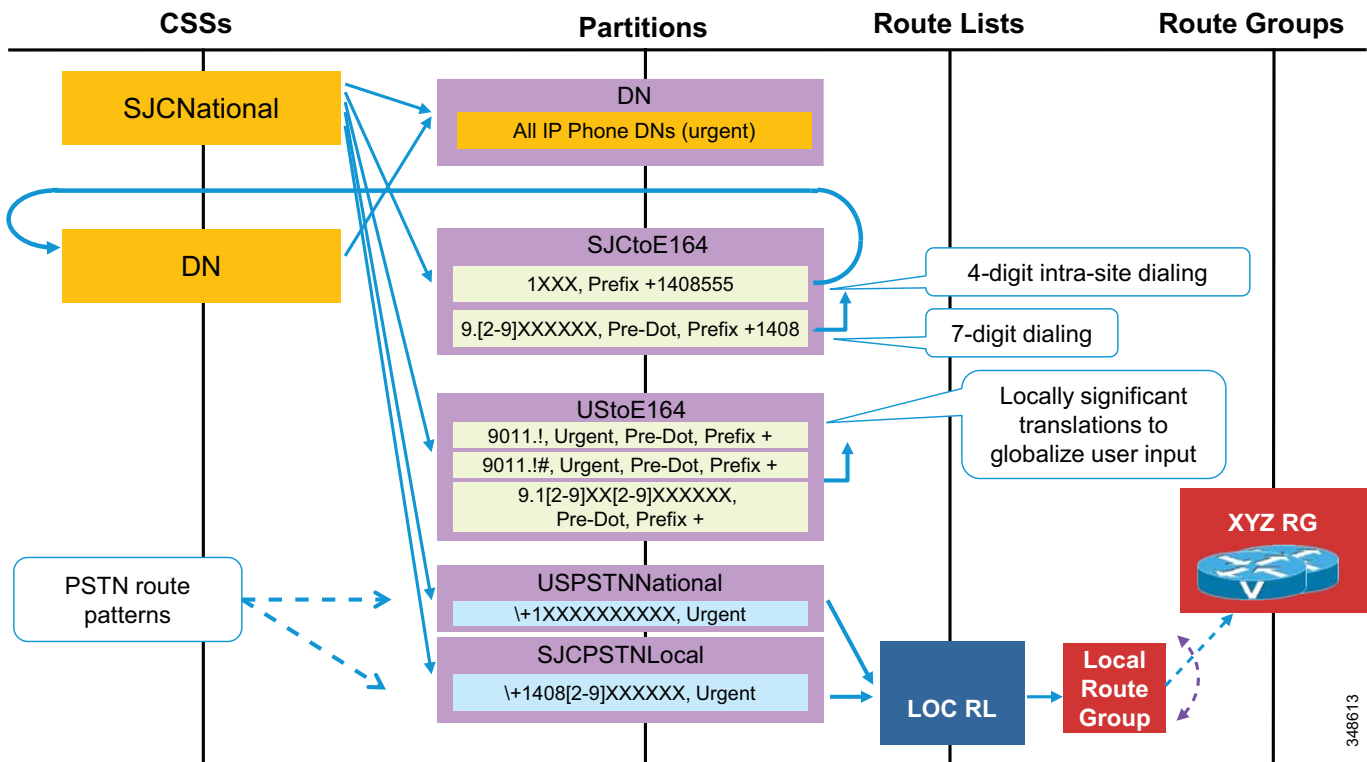 CSSs
Partitions
Route Lists
Route Groups
SJCNational
DN
All IP Phone DNs (urgent)
DN
SJCtoE164
1XXX, Prefix +1408555
9.[2-9]XXXXXX, Pre-Dot, Prefix +1408
4-digit intra-site dialing
7-digit dialing
UStoE164
9011.!, Urgent, Pre-Dot, Prefix +
9011.!#, Urgent, Pre-Dot, Prefix +
9.1[2-9]XX[2-9]XXXXXX,
Pre-Dot, Prefix +
Locally significant
translations to
globalize user input
XYZ RG
V
PSTN route
patterns
USPSTNNational
\+1XXXXXXXXXX, Urgent
SJCPSTNLocal
\+1408[2-9]XXXXXX, Urgent
LOC RL
Local
Route
Group
348613